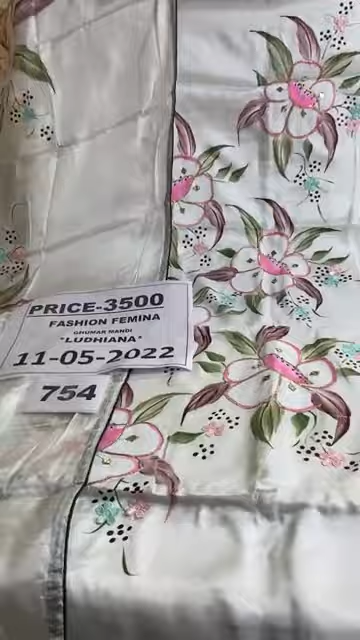 PRICE-3500
FASHION FEMINA
GHUMAR MANDI
"LUDHIANA"
11-05-2022
754